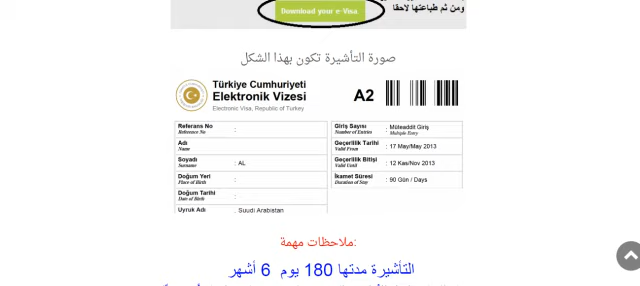 Download your e-Visa
ومن ثم طباعتها لاحقا
صورة التأشيرة تكون بهذا الشكل
Türkiye Cumhuriyeti
Elektronik Vizesi
Electronic Visa, Republic of Turkey
A2
Referans No
Reference No
:
Adı
Name
:
Soyadı
Surname
: AL
Doğum Yeri
Place of Birth
:
Doğum Tarihi
Date of Birth
:
Uyruk Adı
: Suudi Arabistan
Giriş Sayısı
Number of Entries
: Müteaddit Giriş
Multiple Entry
Geçerlilik Tarihi
Valid From
: 17 May/May 2013
Geçerlilik Bitişi
Valid Until
: 12 Kas/Nov 2013
İkamet Süresi
Duration of Stay
: 90 Gün / Days
ملاحظات مهمة:
التأشيرة مدتها 180 يوم 6 أشهر